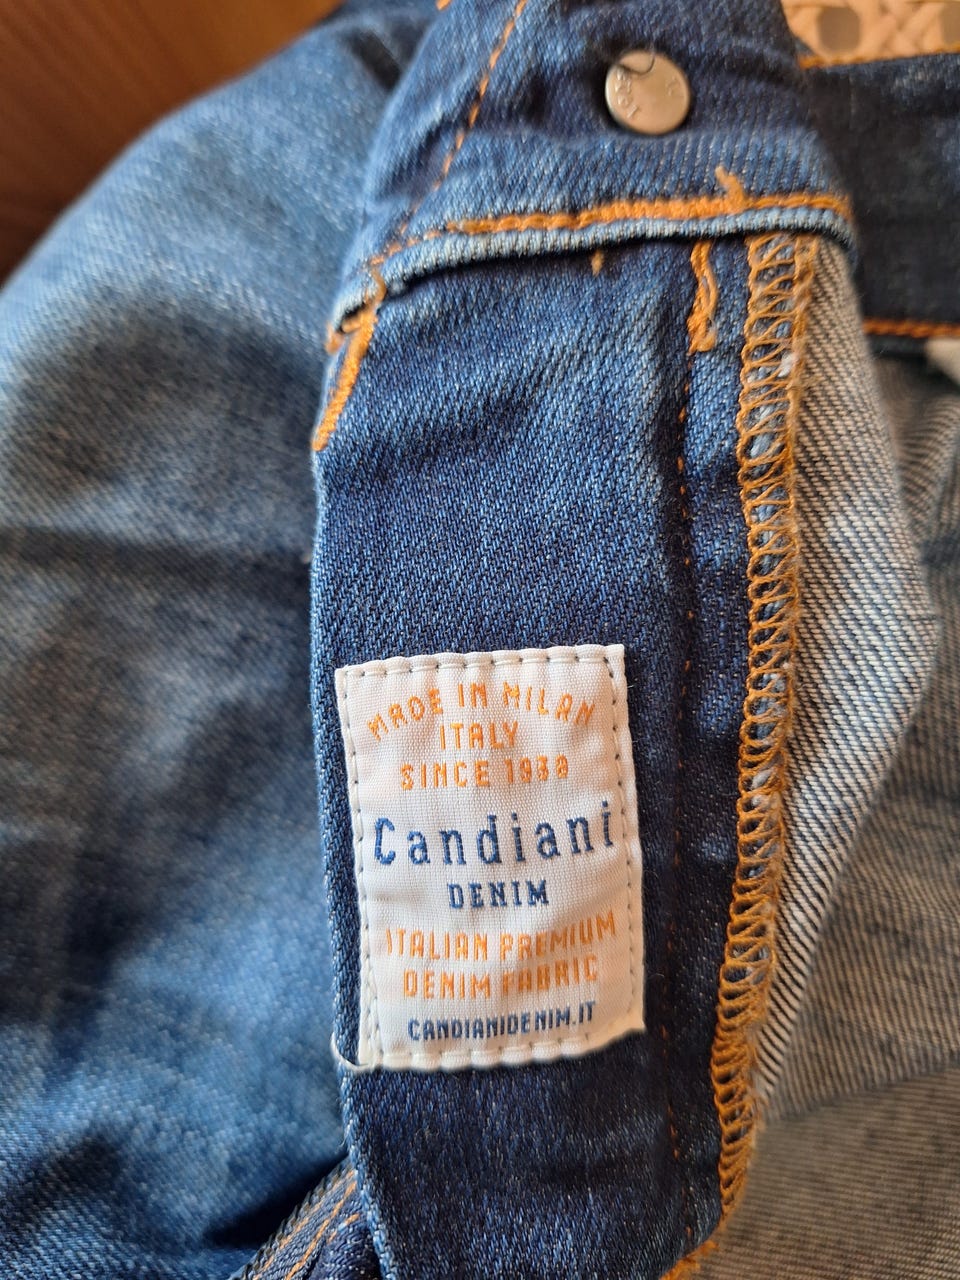 MADE IN MILAN
ITALY
SINCE 1938
Candiani
DENIM
ITALIAN PREMIUM
DENIM FABRIC
CANDIANIDENIM.IT